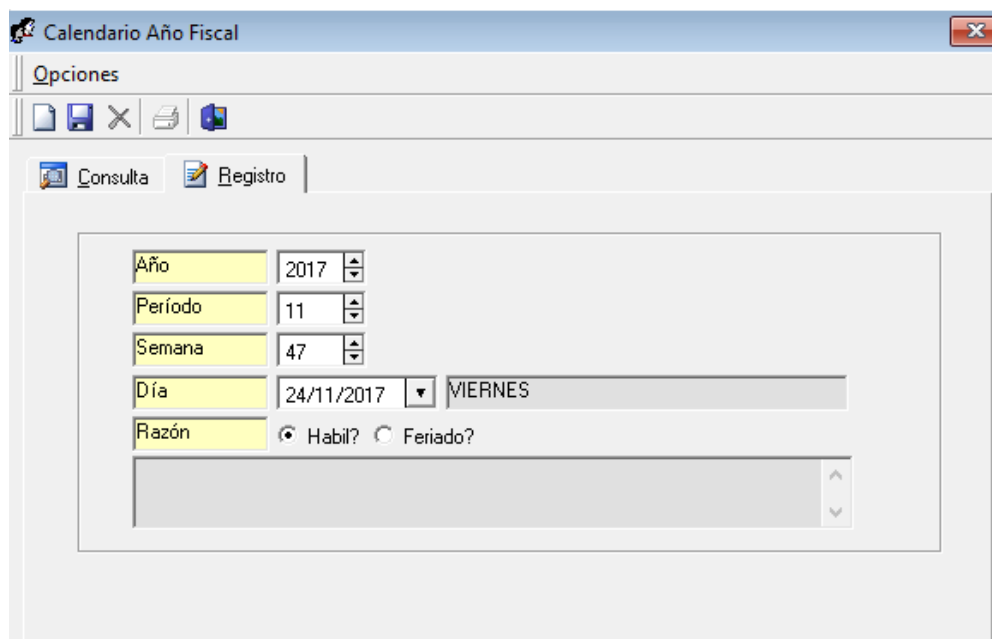 Calendario Año Fiscal
Opciones
Consulta Registro
Año 2017
Período 11
Semana 47
Día 24/11/2017 VIERNES
Razón Habil? Feriado?